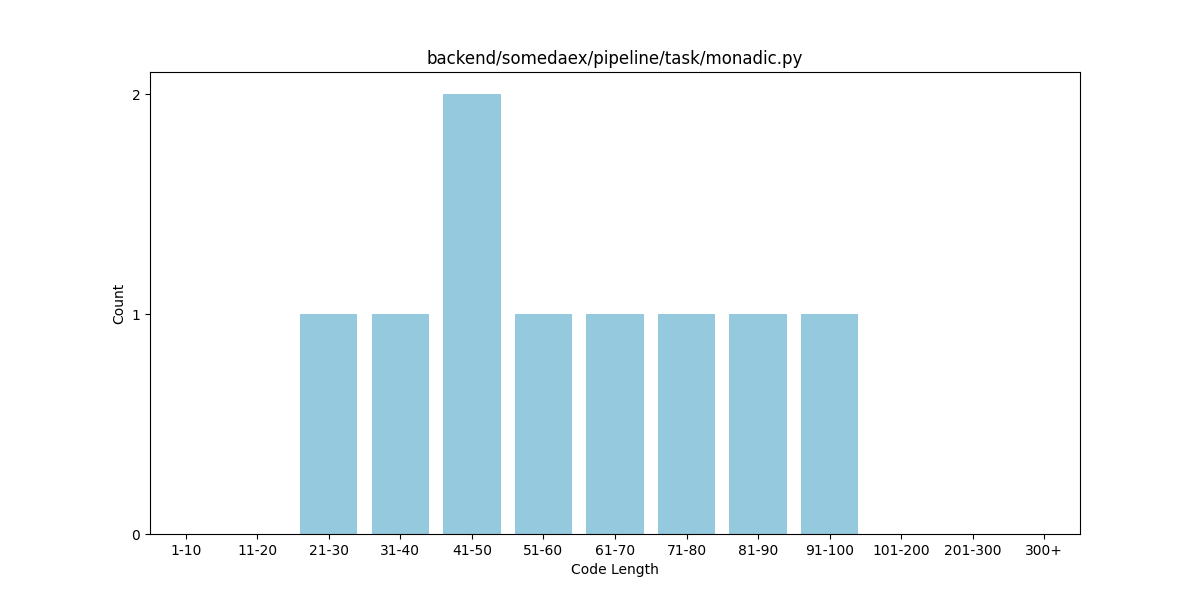 backend/somedaex/pipeline/task/monadic.py
2
1
0
Count
1-10 11-20 21-30 31-40 41-50 51-60 61-70 71-80 81-90 91-100 101-200 201-300 300+
Code Length